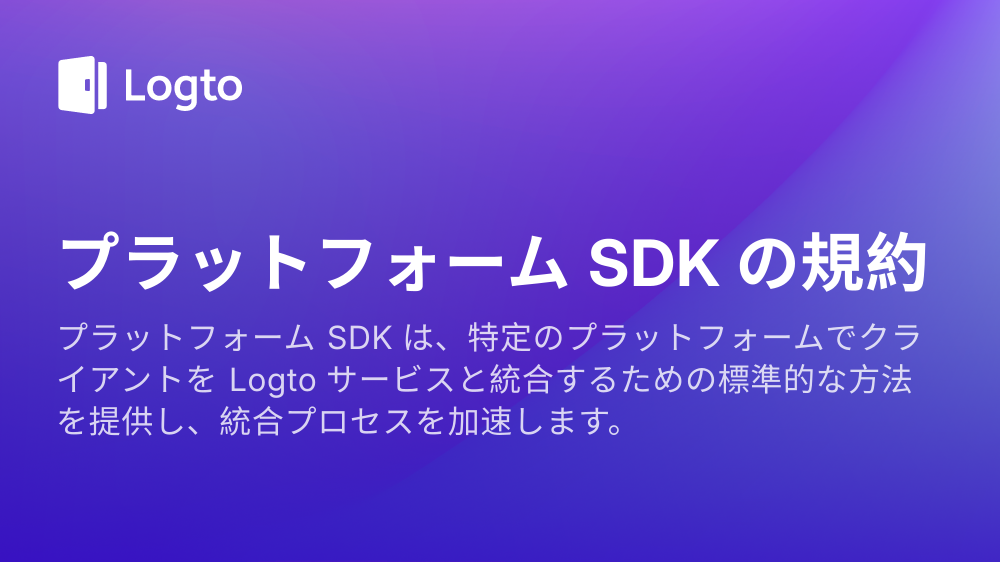 Logto
プラットフォーム SDK の規約
プラットフォーム SDK は、特定のプラットフォームでクラ
イアントを Logto サービスと統合するための標準的な方法
を提供し、統合プロセスを加速します。